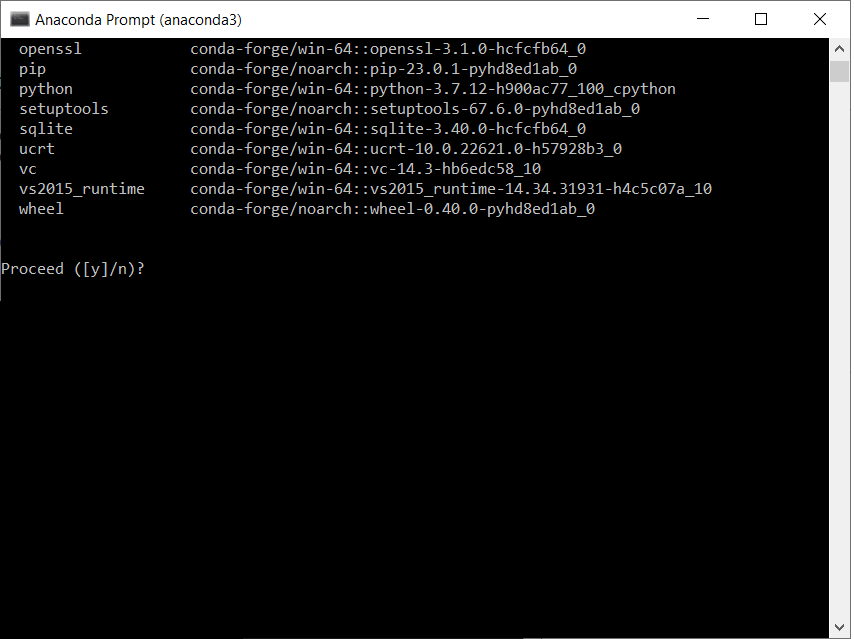 Anaconda Prompt (anaconda3)
openssl conda-forge/win-64::openssl-3.1.0-hcfcfb64_0
pip conda-forge/noarch::pip-23.0.1-pyhd8ed1ab_0
python conda-forge/win-64::python-3.7.12-h900ac77_100_cpython
setuptools conda-forge/noarch::setuptools-67.6.0-pyhd8ed1ab_0
sqlite conda-forge/win-64::sqlite-3.40.0-hcfcfb64_0
ucrt conda-forge/win-64::ucrt-10.0.22621.0-h57928b3_0
vc conda-forge/win-64::vc-14.3-hb6edc58_10
vs2015_runtime conda-forge/win-64::vs2015_runtime-14.34.31931-h4c5c07a_10
wheel conda-forge/noarch::wheel-0.40.0-pyhd8ed1ab_0
Proceed ([y]/n)?